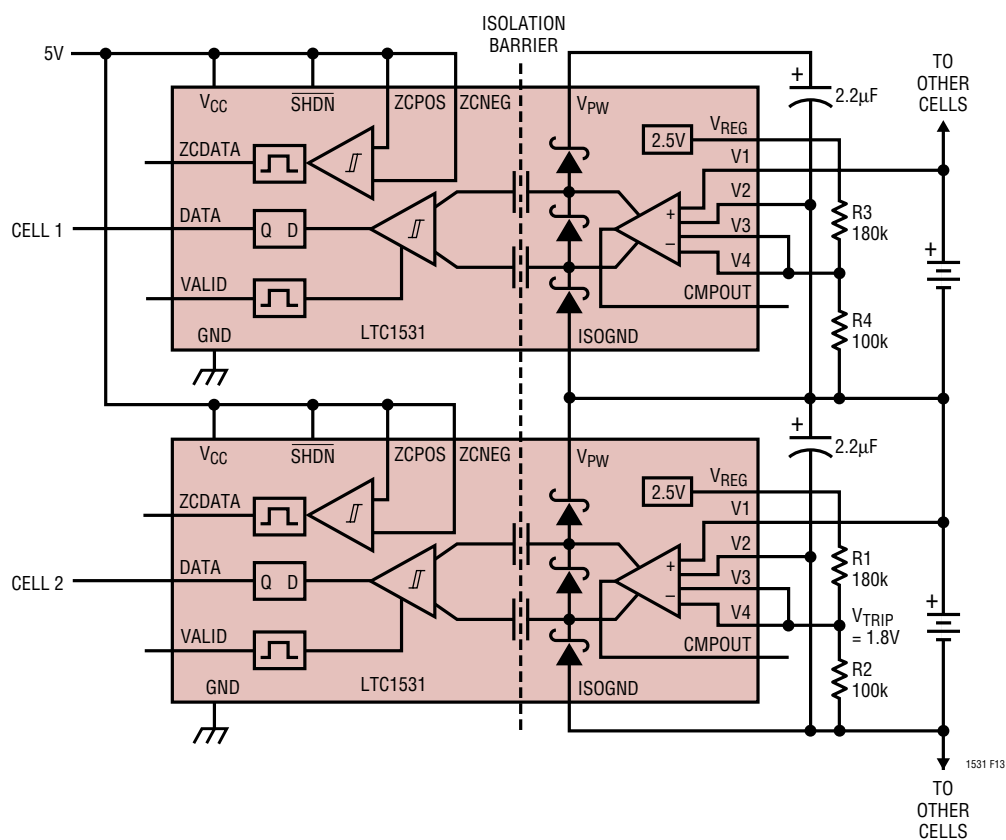 ISOLATION
BARRIER
5V
TO
OTHER
CELLS
+
2.2µF
VCC
SHDN
ZCPOS
ZCNEG
VPW
2.5V
VREG
V1
V2
V3
V4
ZCDATA
+
−
R3
180k
+
CELL 1
DATA
Q D
VALID
CMPOUT
R4
100k
GND
LTC1531
ISOGND
+
2.2µF
VCC
SHDN
ZCPOS
ZCNEG
VPW
2.5V
VREG
V1
V2
V3
V4
ZCDATA
+
−
R1
180k
+
CELL 2
DATA
Q D
VTRIP
= 1.8V
VALID
CMPOUT
R2
100k
GND
LTC1531
ISOGND
1531 F13
TO
OTHER
CELLS